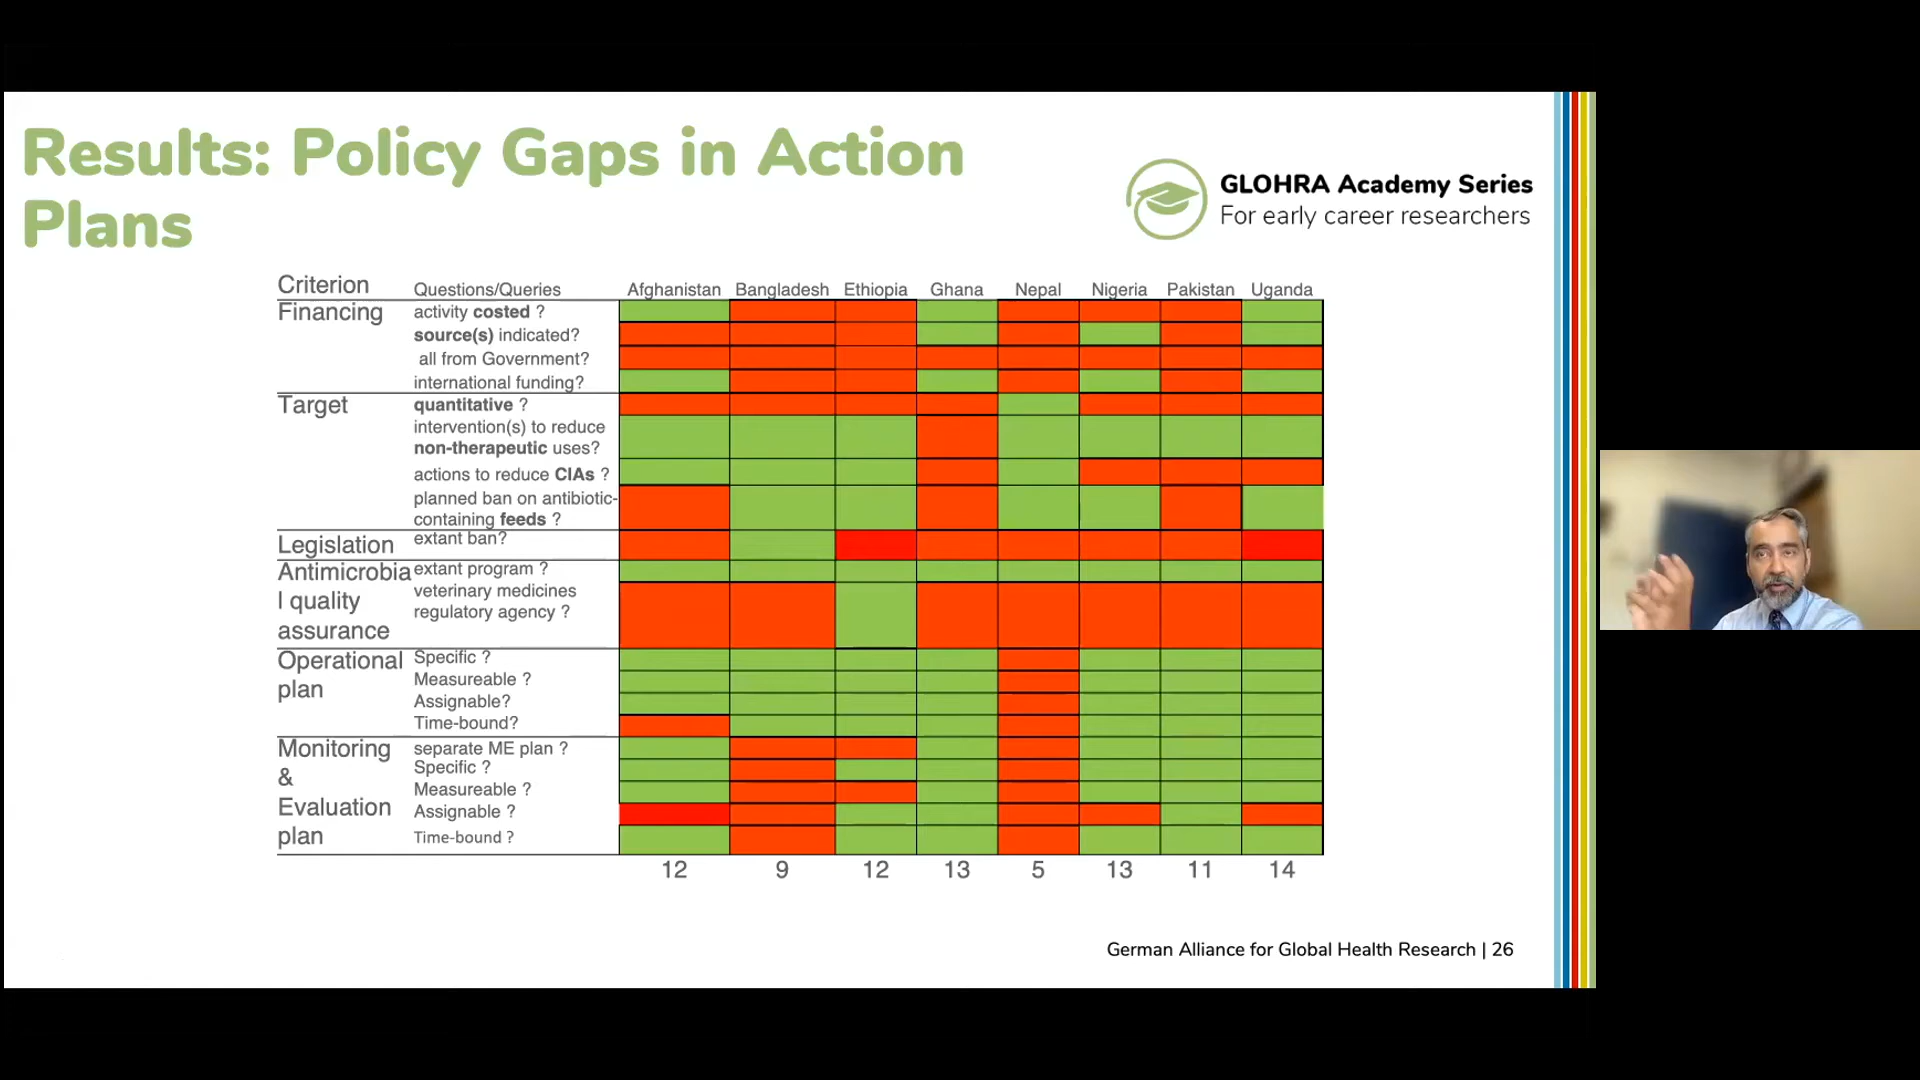 Results: Policy Gaps in Action
Plans
GLOHRA Academy Series
For early career researchers
Criterion Questions/Queries Afghanistan Bangladesh Ethiopia Ghana Nepal Nigeria Pakistan Uganda
Financing activity costed ?
source(s) indicated?
all from Government?
international funding?
Target quantitative ?
intervention(s) to reduce
non-therapeutic uses?
actions to reduce CIAs ?
planned ban on antibiotic-
containing feeds ?
Legislation extant ban?
Antimicrobia extant program ?
l quality veterinary medicines
assurance regulatory agency ?
Operational Specific ?
plan Measureable ?
Assignable?
Time-bound?
Monitoring separate ME plan ?
& Specific ?
Measureable ?
Evaluation Assignable ?
plan Time-bound ?
12 9 12 13 5 13 11 14
German Alliance for Global Health Research | 26